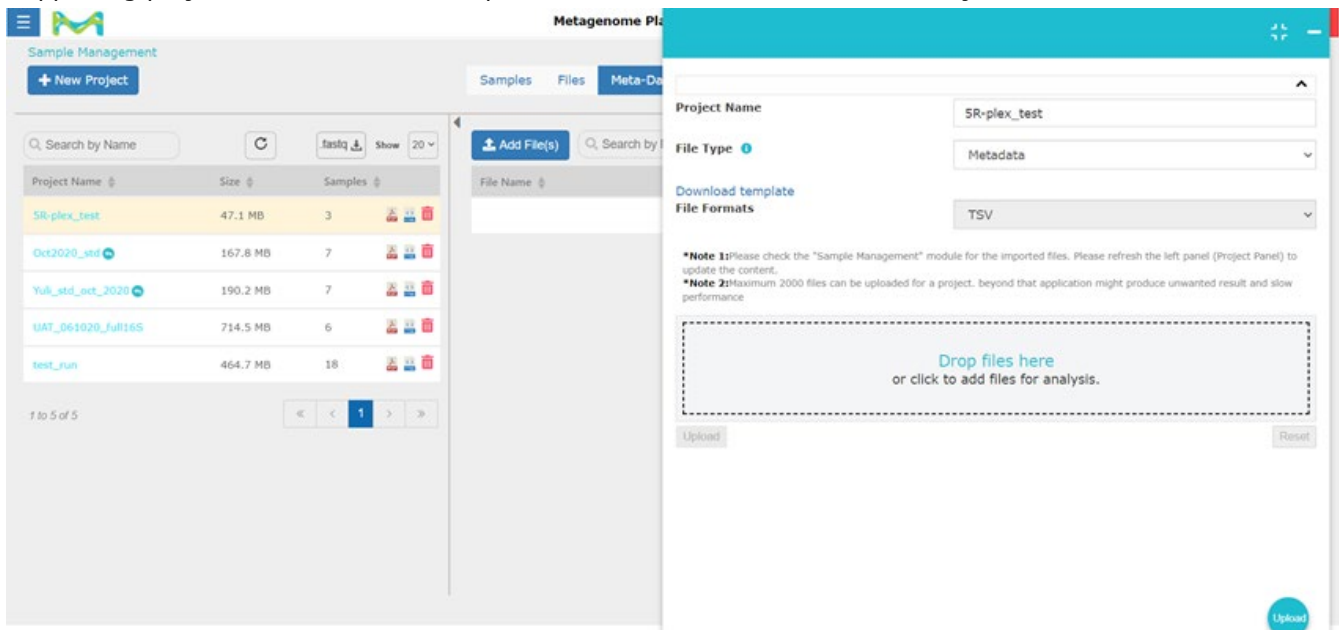 Metagenome Pla
Sample Management
+ New Project
Samples Files Meta-Da
Search by Name
.fastq Show 20
Add File(s) Search by
Project Name Size Samples
File Name
5R-plex_test 47.1 MB 3
Oct2020_std 167.8 MB 7
Yuli_std_oct_2020 190.2 MB 7
UAT_061020_full16S 714.5 MB 6
test_run 464.7 MB 18
1 to 5 of 5 « < 1 > »
Project Name 5R-plex_test
File Type Metadata
Download template
File Formats TSV
*Note 1:Please check the "Sample Management" module for the imported files. Please refresh the left panel (Project Panel) to
update the content.
*Note 2:Maximum 2000 files can be uploaded for a project. beyond that application might produce unwanted result and slow
performance
Drop files here
or click to add files for analysis.
Upload Reset
Upload